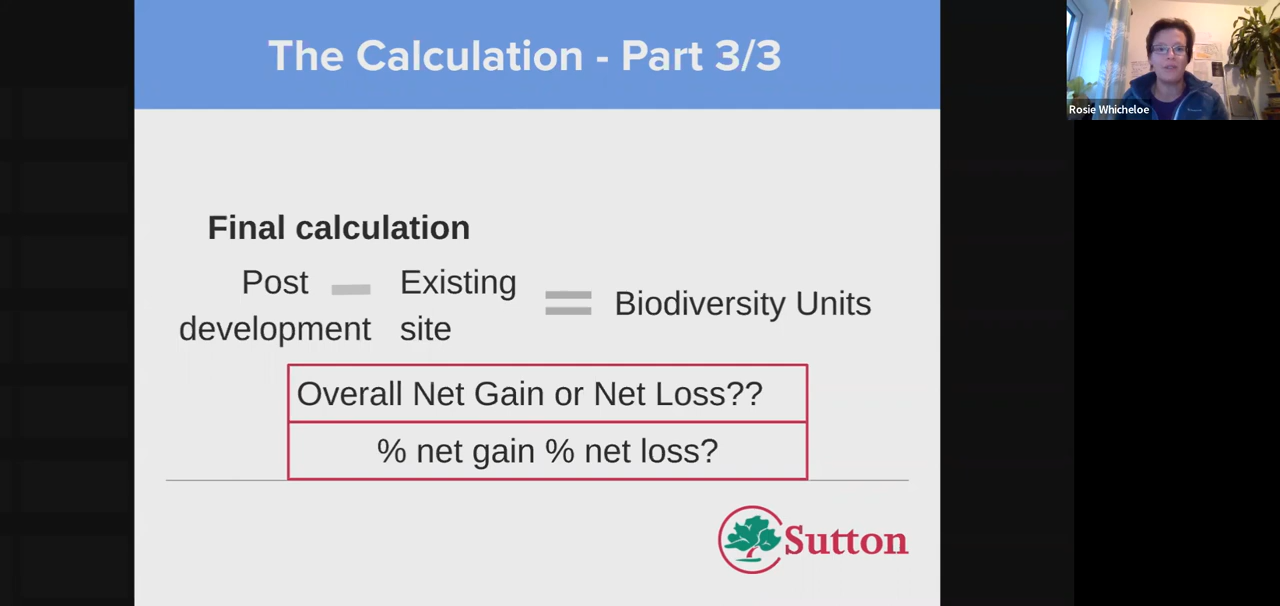 The Calculation - Part 3/3
Rosie Whicheloe
Final calculation
Post - Existing = Biodiversity Units
development site
Overall Net Gain or Net Loss??
% net gain % net loss?
Sutton